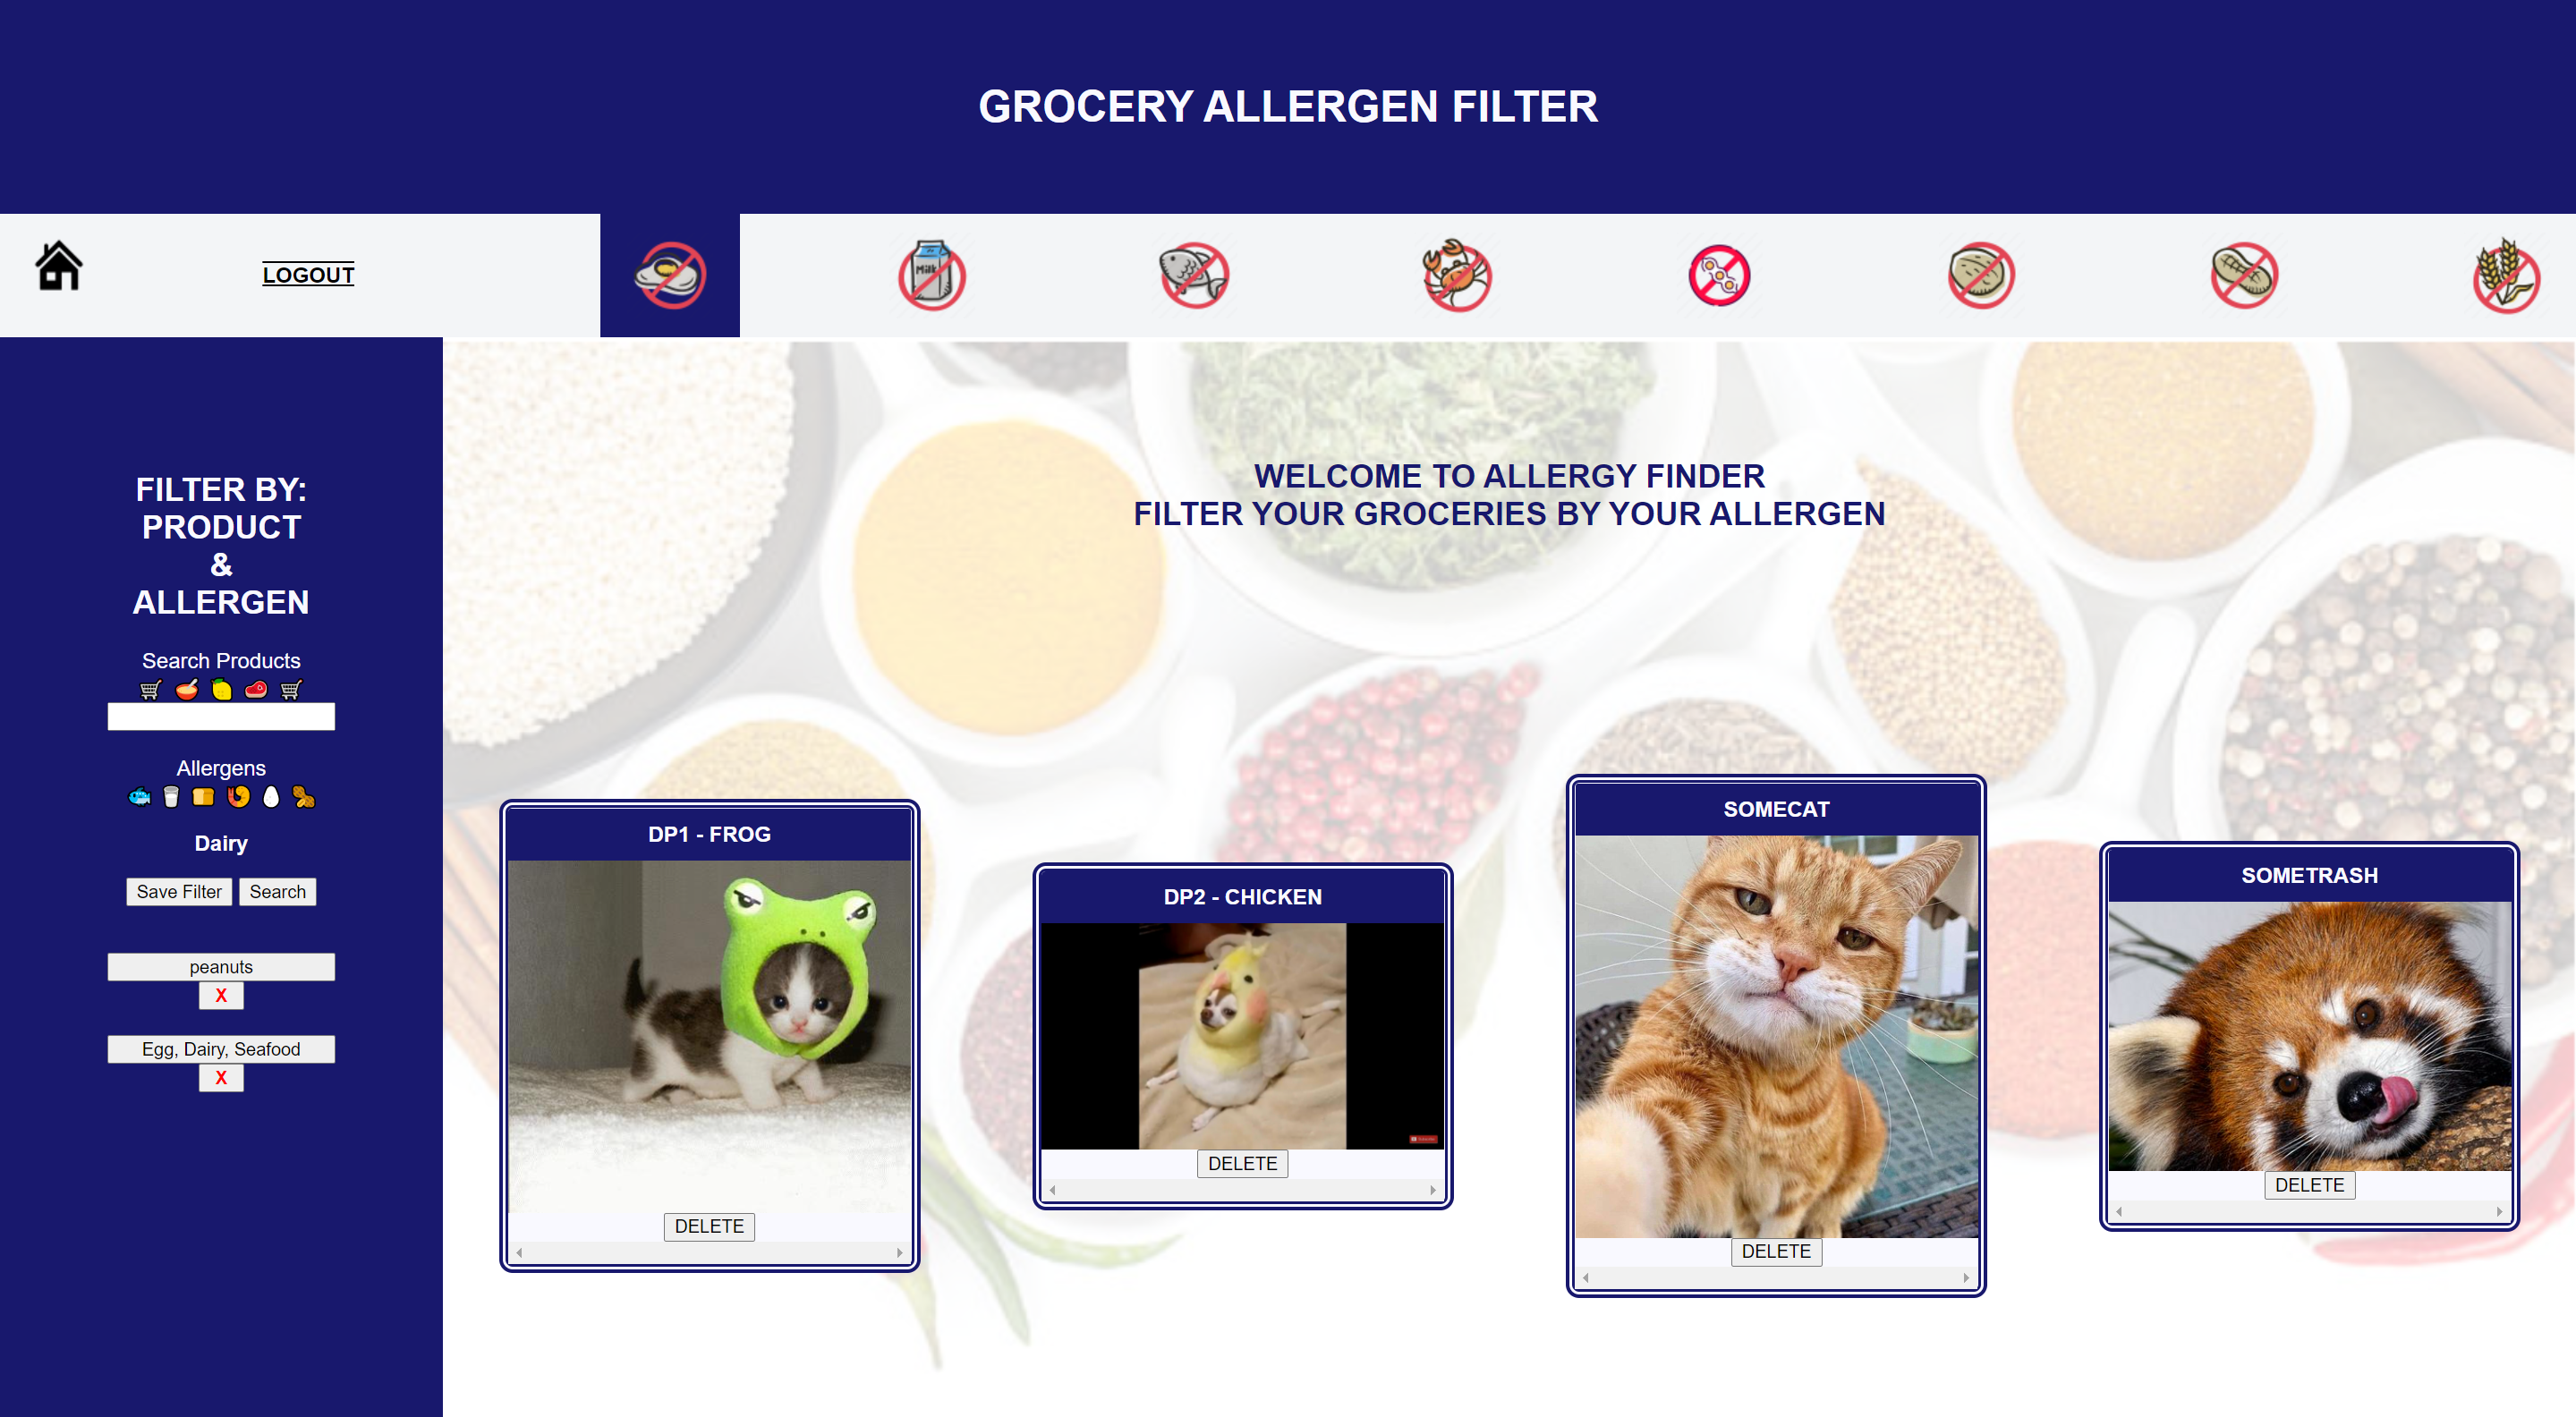 GROCERY ALLERGEN FILTER
LOGOUT
Milk
FILTER BY:
PRODUCT
&
ALLERGEN
Search Products
Allergens
Dairy
Save Filter
Search
peanuts
X
Egg, Dairy, Seafood
X
WELCOME TO ALLERGY FINDER
FILTER YOUR GROCERIES BY YOUR ALLERGEN
DP1 - FROG
DELETE
DP2 - CHICKEN
DELETE
SOMECAT
DELETE
SOMETRASH
DELETE